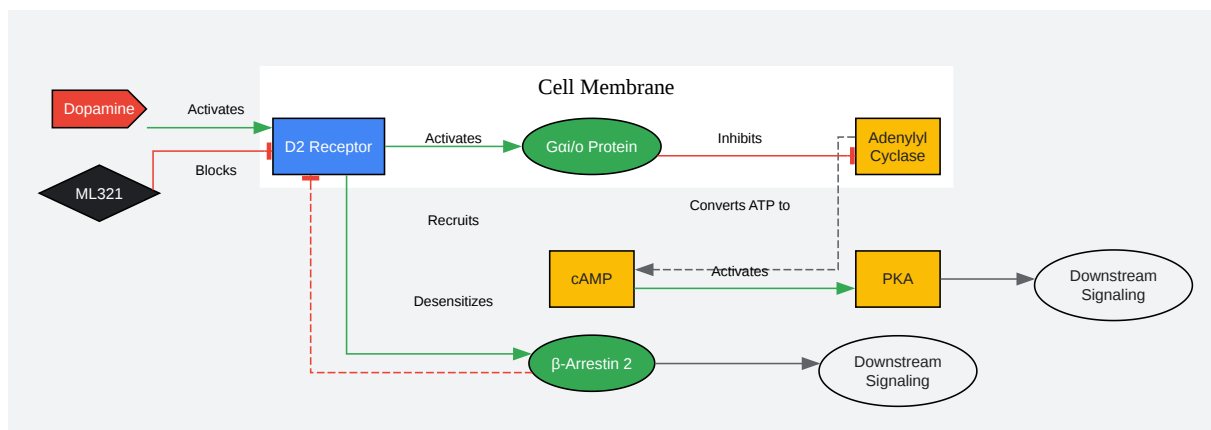 Cell Membrane
Dopamine
Activates
D2 Receptor
Activates
Gαi/o Protein
Inhibits
Adenylyl
Cyclase
Blocks
ML321
Recruits
Converts ATP to
cAMP
Activates
PKA
Downstream
Signaling
Desensitizes
β-Arrestin 2
Downstream
Signaling